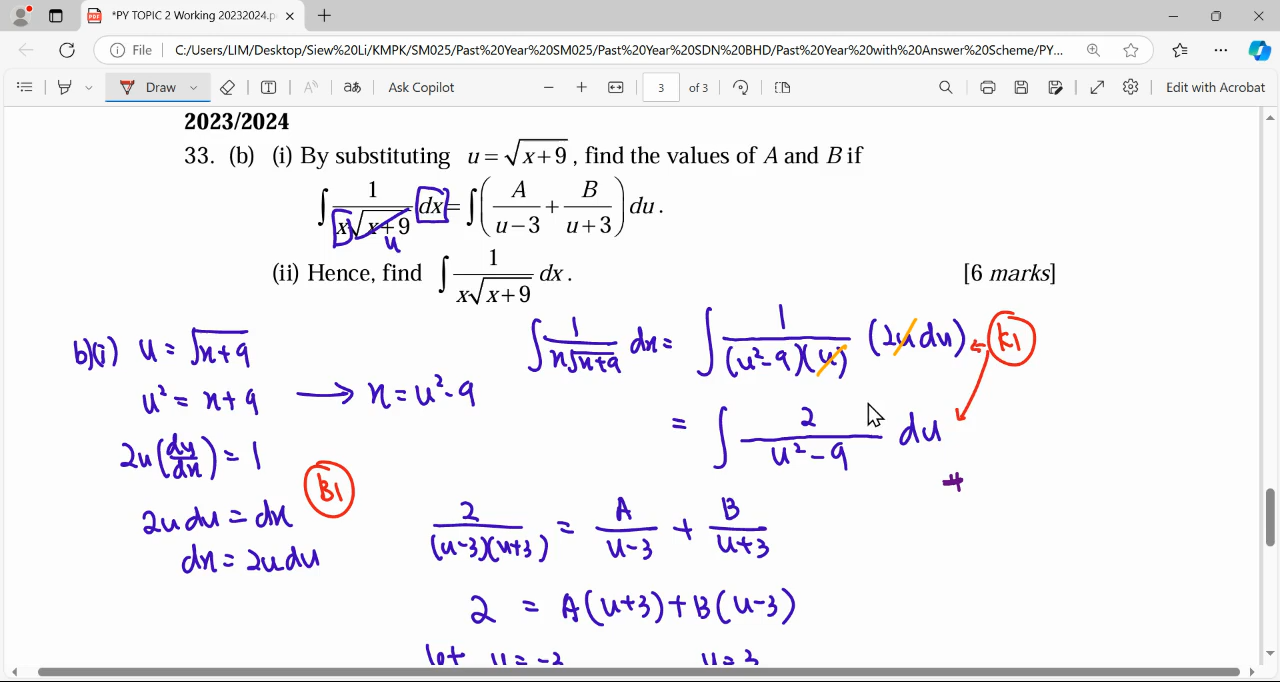 *PY TOPIC 2 Working 20232024.p
File C:/Users/LIM/Desktop/Siew%20Li/KMPK/SM025/Past%20Year%20SM025/Past%20Year%20SDN%20BHD/Past%20Year%20with%20Answer%20Scheme/PY...
Draw Ask Copilot 3 of 3 Edit with Acrobat
2023/2024
33. (b) (i) By substituting u = √(x+9), find the values of A and B if
∫ 1/(x√(x+9)) dx = ∫ (A/(u−3) + B/(u+3)) du.
u
(ii) Hence, find ∫ 1/(x√(x+9)) dx. [6 marks]
b)(i) u = √(x+9)
u² = x+9 → x = u²-9
2u(dy/dx) = 1
2u du = dx
dx = 2u du
B1
∫ 1/(x√(x+9)) dx = ∫ 1/((u²-9)(u)) (2u du) K1
= ∫ 2/(u²-9) du #
2/((u-3)(u+3)) = A/(u-3) + B/(u+3)
2 = A(u+3)+B(u-3)
let u = -3 u = 3